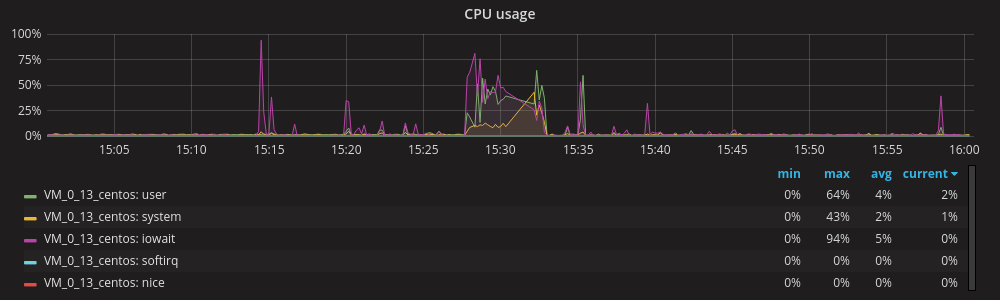 CPU usage
100%
75%
50%
25%
0%
15:05 15:10 15:15 15:20 15:25 15:30 15:35 15:40 15:45 15:50 15:55 16:00
min max avg current
VM_0_13_centos: user 0% 64% 4% 2%
VM_0_13_centos: system 0% 43% 2% 1%
VM_0_13_centos: iowait 0% 94% 5% 0%
VM_0_13_centos: softirq 0% 0% 0% 0%
VM_0_13_centos: nice 0% 0% 0% 0%